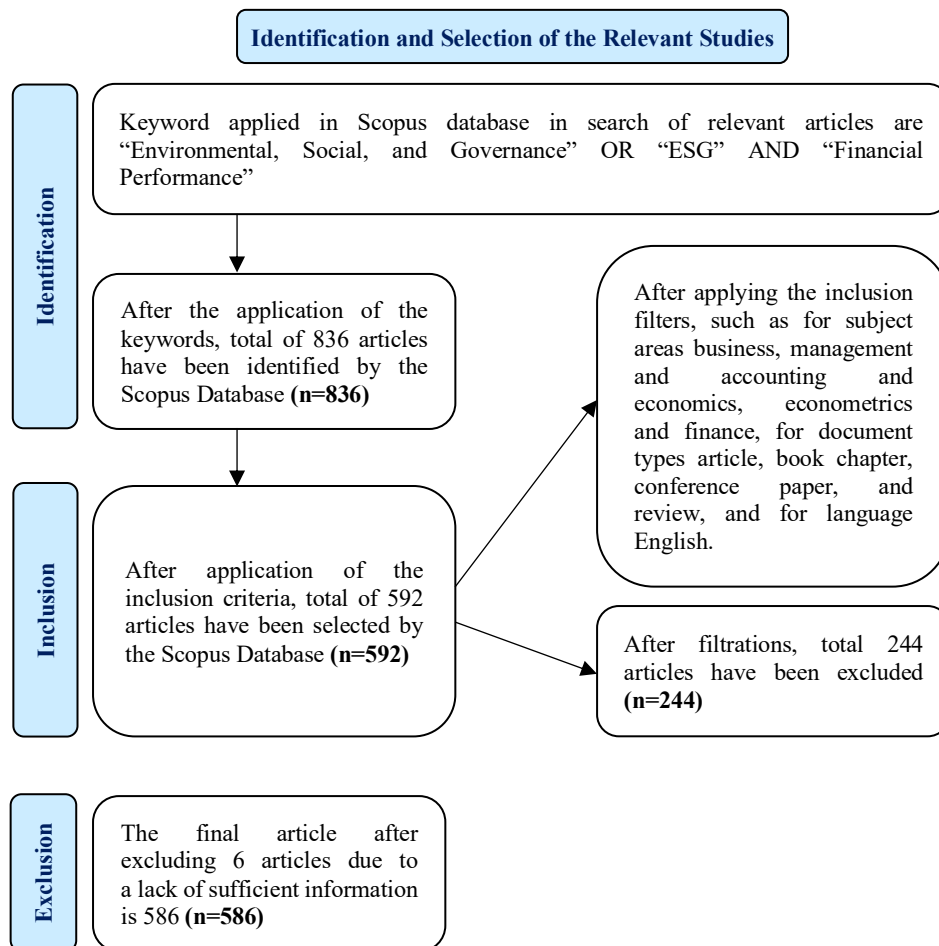 Identification and Selection of the Relevant Studies
Identification
Keyword applied in Scopus database in search of relevant articles are
“Environmental, Social, and Governance” OR “ESG” AND “Financial
Performance”
After the application of the
keywords, total of 836 articles
have been identified by the
Scopus Database (n=836)
After applying the inclusion
filters, such as for subject
areas business, management
and accounting and
economics, econometrics
and finance, for document
types article, book chapter,
conference paper, and
review, and for language
English.
Inclusion
After application of the
inclusion criteria, total of 592
articles have been selected by
the Scopus Database (n=592)
After filtrations, total 244
articles have been excluded
(n=244)
Exclusion
The final article after
excluding 6 articles due to
a lack of sufficient information
is 586 (n=586)